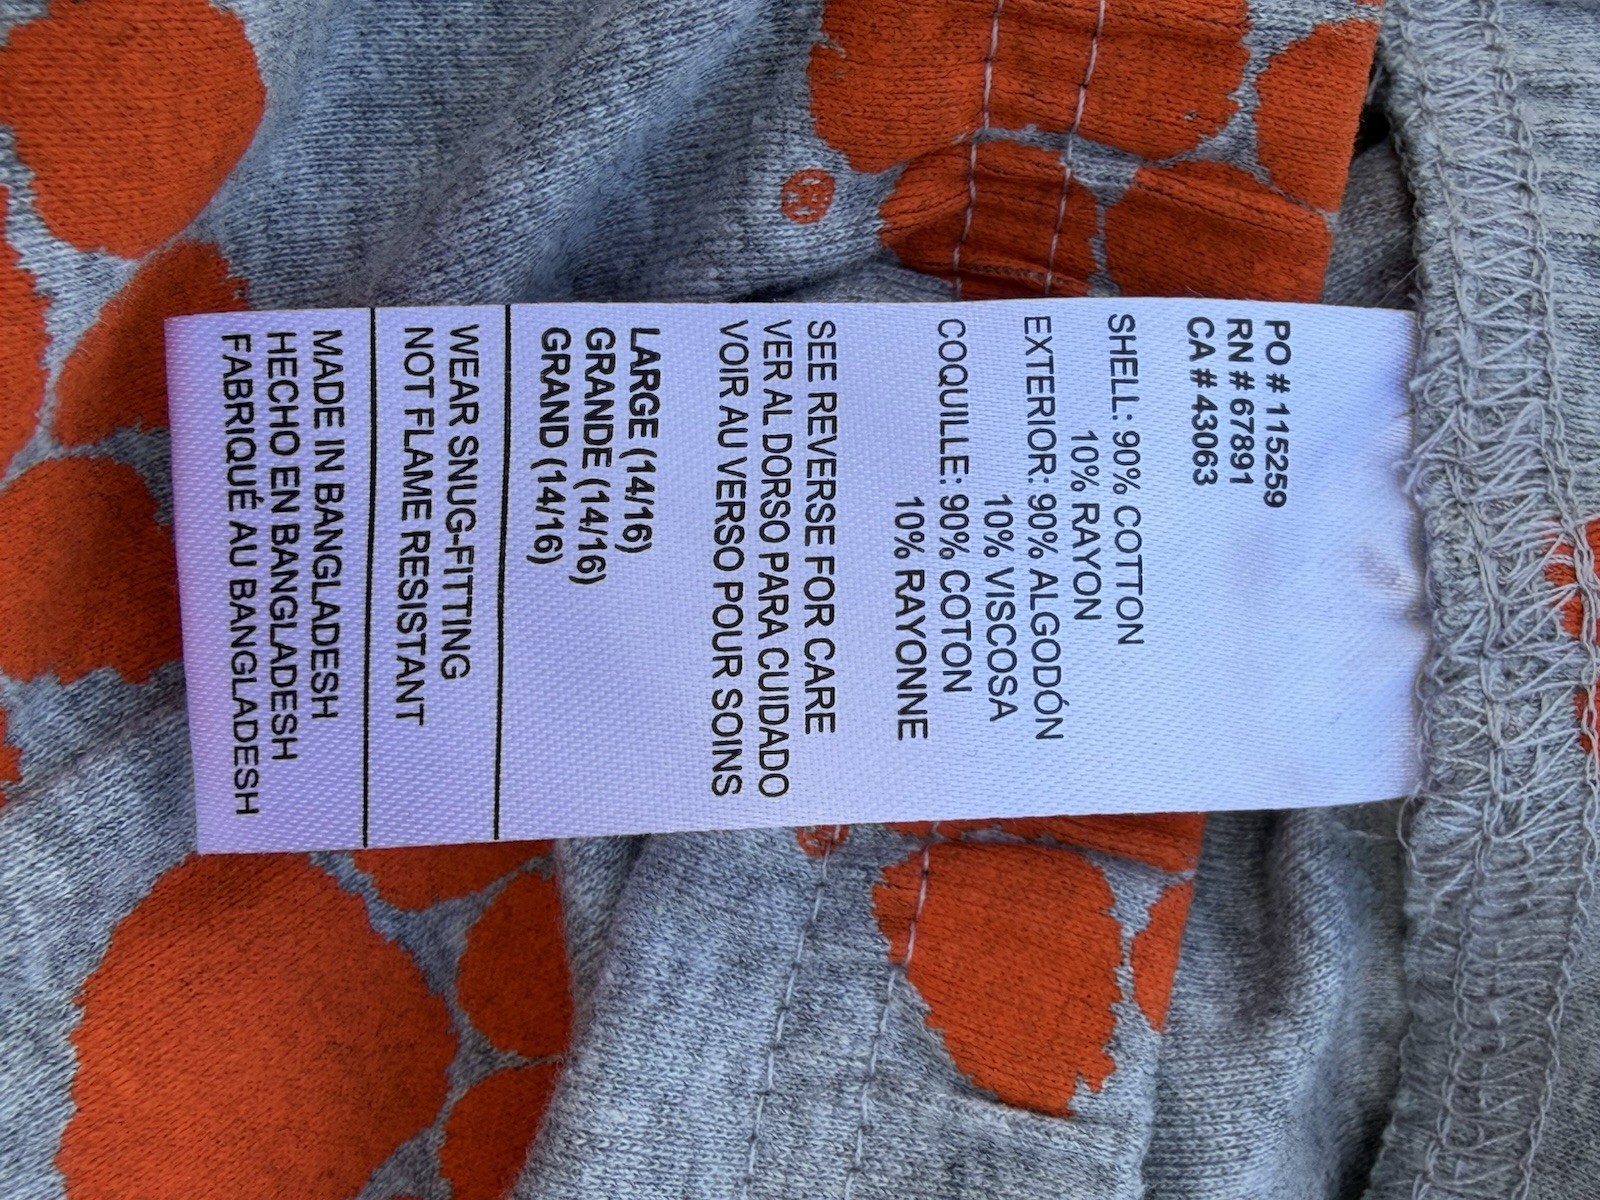 PO # 115259
RN # 67891
CA # 43063
SHELL: 90% COTTON
10% RAYON
EXTERIOR: 90% ALGODÓN
10% VISCOSA
COQUILLE: 90% COTON
10% RAYONNE
SEE REVERSE FOR CARE
VER AL DORSO PARA CUIDADO
VOIR AU VERSO POUR SOINS
LARGE (14/16)
GRANDE (14/16)
GRAND (14/16)
WEAR SNUG-FITTING
NOT FLAME RESISTANT
MADE IN BANGLADESH
HECHO EN BANGLADESH
FABRIQUÉ AU BANGLADESH